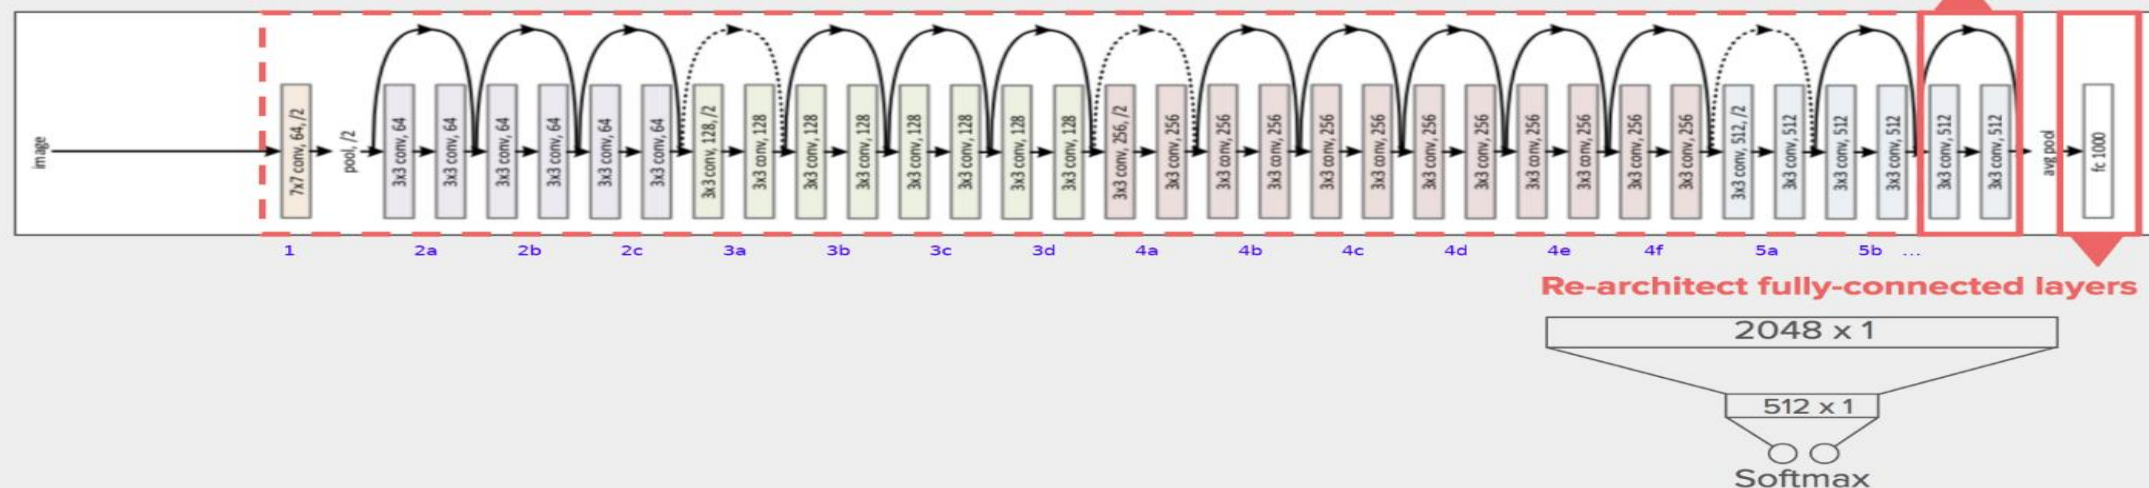 image
7x7 conv, 64, /2
pool, /2
3x3 conv, 64
3x3 conv, 64
3x3 conv, 64
3x3 conv, 64
3x3 conv, 64
3x3 conv, 64
3x3 conv, 128, /2
3x3 conv, 128
3x3 conv, 128
3x3 conv, 128
3x3 conv, 128
3x3 conv, 128
3x3 conv, 128
3x3 conv, 128
3x3 conv, 256, /2
3x3 conv, 256
3x3 conv, 256
3x3 conv, 256
3x3 conv, 256
3x3 conv, 256
3x3 conv, 256
3x3 conv, 256
3x3 conv, 256
3x3 conv, 256
3x3 conv, 256
3x3 conv, 256
3x3 conv, 512, /2
3x3 conv, 512
3x3 conv, 512
3x3 conv, 512
3x3 conv, 512
3x3 conv, 512
avg pool
fc 1000
1 2a 2b 2c 3a 3b 3c 3d 4a 4b 4c 4d 4e 4f 5a 5b ...
Re-architect fully-connected layers
2048 x 1
512 x 1
Softmax